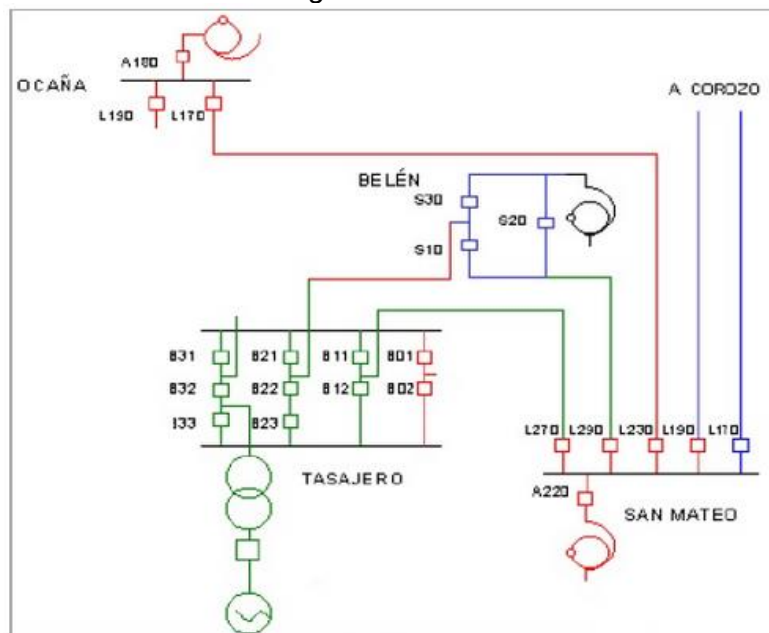 A180
OCAÑA
A COROZO
L190 L170
BELÉN
S30
S20
S10
831 821 811 801
832 822 812 802
I33 823
L270 L290 L230 L190 L110
TASAJERO
A220
SAN MATEO